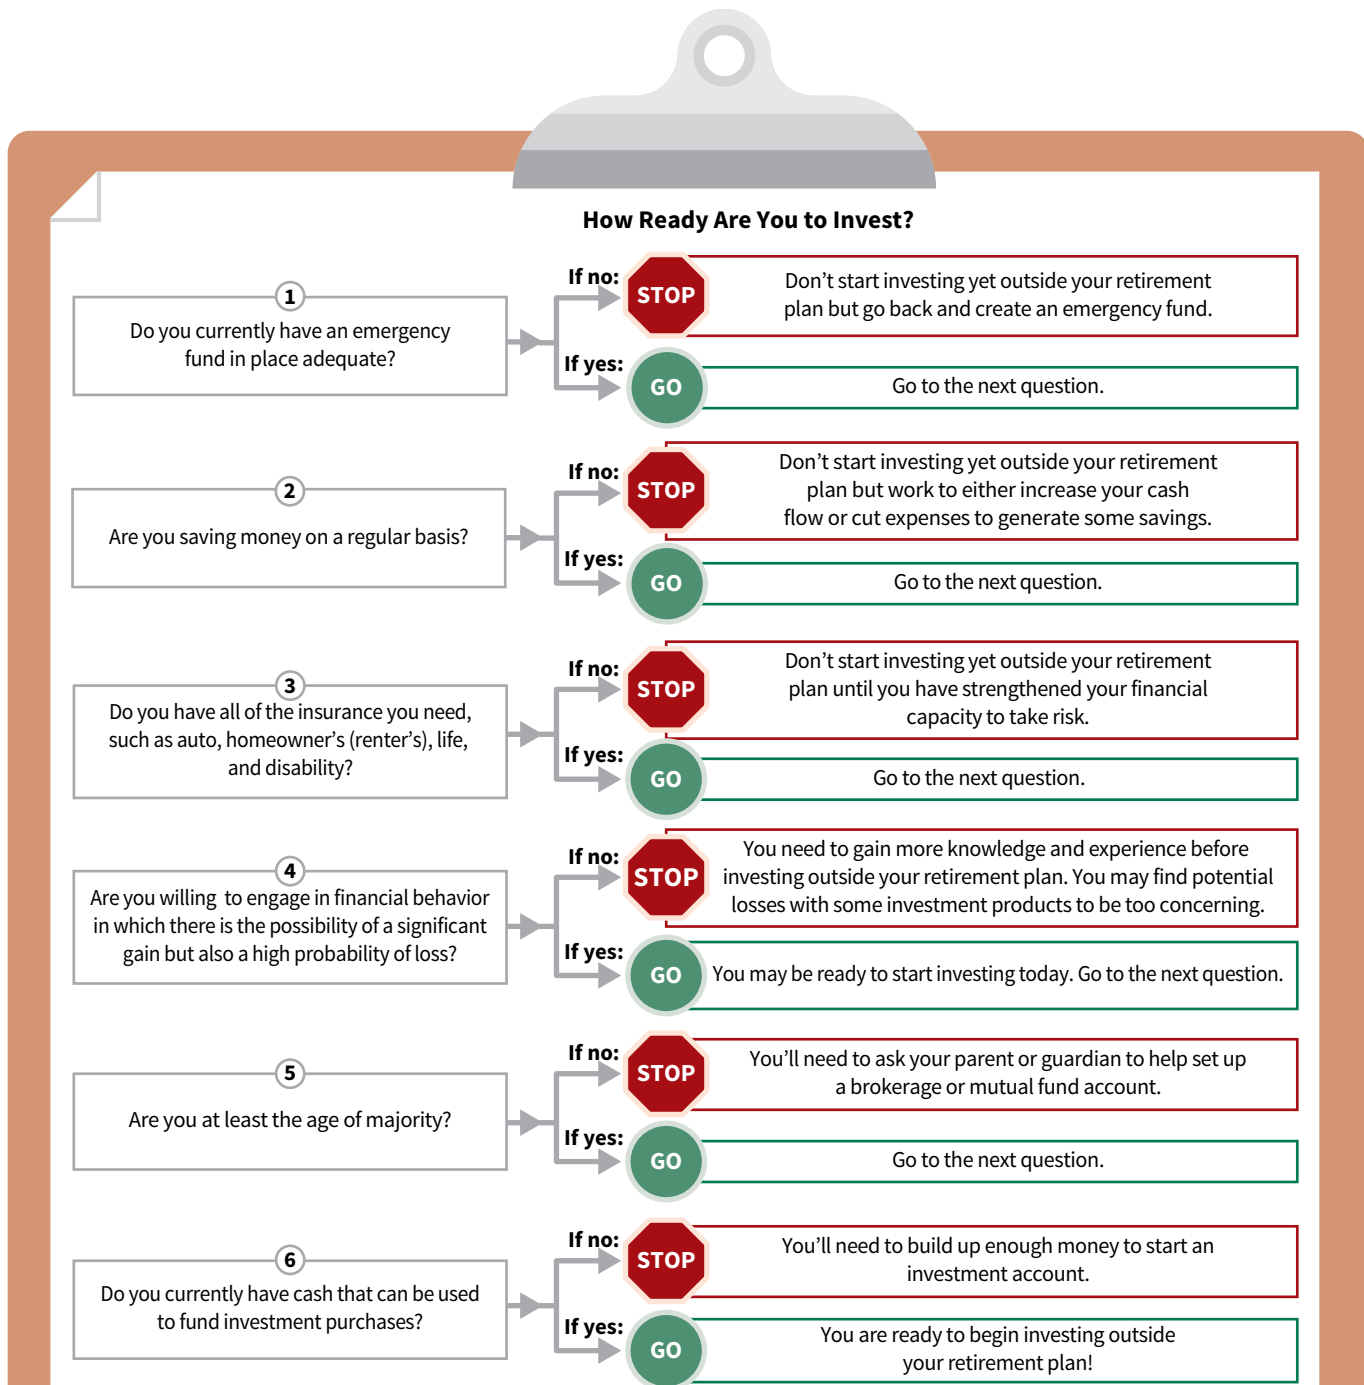 How Ready Are You to Invest?
1
Do you currently have an emergency
fund in place adequate?
If no:
STOP
Don’t start investing yet outside your retirement
plan but go back and create an emergency fund.
If yes:
GO
Go to the next question.
2
Are you saving money on a regular basis?
If no:
STOP
Don’t start investing yet outside your retirement
plan but work to either increase your cash
flow or cut expenses to generate some savings.
If yes:
GO
Go to the next question.
3
Do you have all of the insurance you need,
such as auto, homeowner’s (renter’s), life,
and disability?
If no:
STOP
Don’t start investing yet outside your retirement
plan until you have strengthened your financial
capacity to take risk.
If yes:
GO
Go to the next question.
4
Are you willing to engage in financial behavior
in which there is the possibility of a significant
gain but also a high probability of loss?
If no:
STOP
You need to gain more knowledge and experience before
investing outside your retirement plan. You may find potential
losses with some investment products to be too concerning.
If yes:
GO
You may be ready to start investing today. Go to the next question.
5
Are you at least the age of majority?
If no:
STOP
You’ll need to ask your parent or guardian to help set up
a brokerage or mutual fund account.
If yes:
GO
Go to the next question.
6
Do you currently have cash that can be used
to fund investment purchases?
If no:
STOP
You’ll need to build up enough money to start an
investment account.
If yes:
GO
You are ready to begin investing outside
your retirement plan!